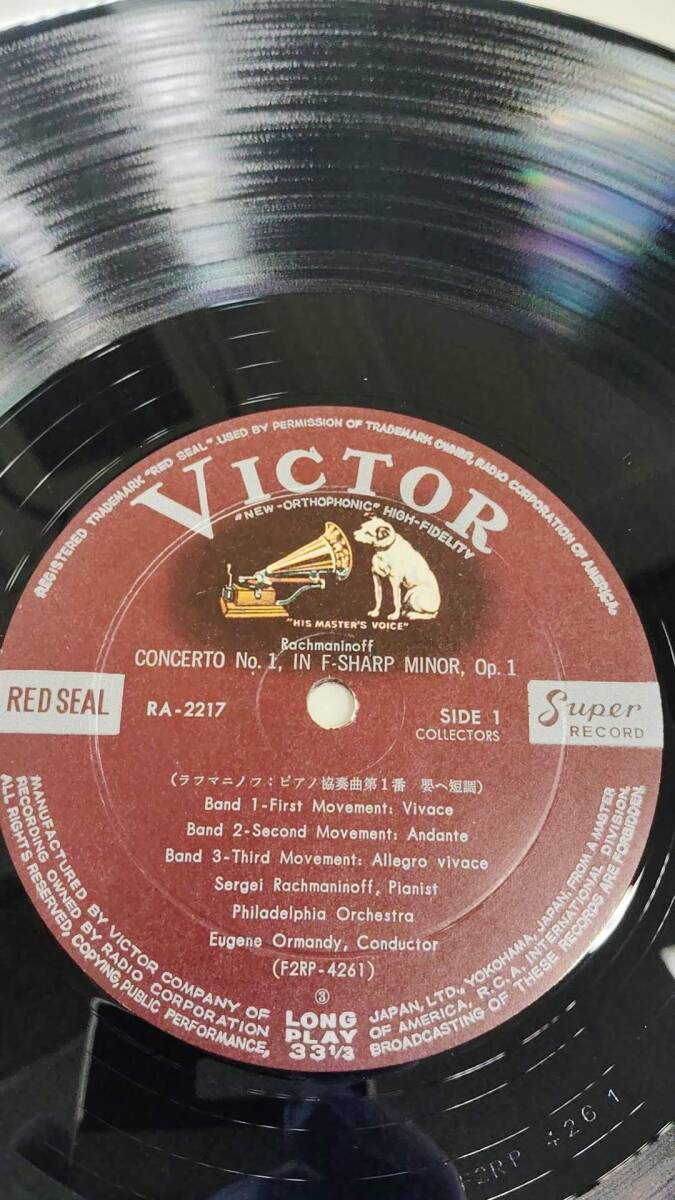 REGISTERED TRADEMARK "RED SEAL" USED BY PERMISSION OF TRADEMARK OWNER, RADIO CORPORATION OF AMERICA.
VICTOR
"NEW-ORTHOPHONIC" HIGH-FIDELITY
"HIS MASTER'S VOICE"
Rachmaninoff
CONCERTO No. 1, IN F-SHARP MINOR, Op. 1
RED SEAL
RA-2217
SIDE 1
COLLECTORS
Super
RECORD
(ラフマニノフ：ピアノ協奏曲第1番 嬰ヘ短調)
Band 1-First Movement: Vivace
Band 2-Second Movement: Andante
Band 3-Third Movement: Allegro vivace
Sergei Rachmaninoff, Pianist
Philadelphia Orchestra
Eugene Ormandy, Conductor
(F2RP-4261)
③
LONG
PLAY
33 1/3
MANUFACTURED BY VICTOR COMPANY OF JAPAN, LTD., YOKOHAMA, JAPAN, FROM A MASTER
RECORDING OWNED BY RADIO CORPORATION OF AMERICA, R.C.A. INTERNATIONAL DIVISION.
ALL RIGHTS RESERVED, COPYING PUBLIC PERFORMANCE, BROADCASTING OF THESE RECORDS ARE FORBIDDEN.
F2RP 4261